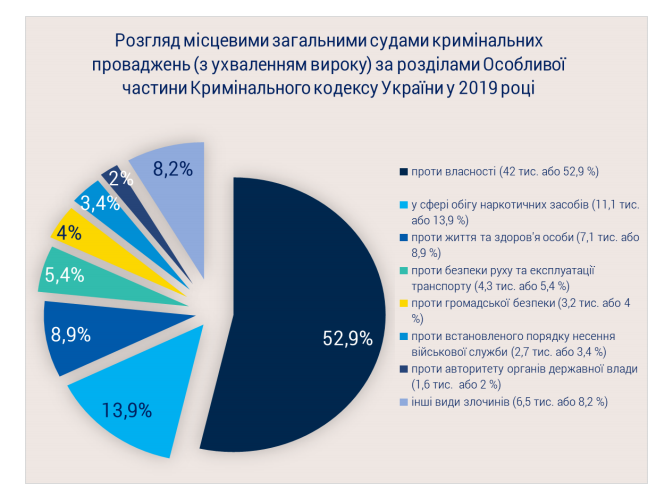 Розгляд місцевими загальними судами кримінальних
проваджень (з ухваленням вироку) за розділами Особливої
частини Кримінального кодексу України у 2019 році
8,2%
2%
3,4%
4%
5,4%
8,9%
13,9%
52,9%
проти власності (42 тис. або 52,9 %)
у сфері обігу наркотичних засобів (11,1 тис.
або 13,9 %)
проти життя та здоров'я особи (7,1 тис. або
8,9 %)
проти безпеки руху та експлуатації
транспорту (4,3 тис. або 5,4 %)
проти громадської безпеки (3,2 тис. або 4
%)
проти встановленого порядку несення
військової служби (2,7 тис. або 3,4 %)
проти авторитету органів державної влади
(1,6 тис. або 2 %)
інші види злочинів (6,5 тис. або 8,2 %)